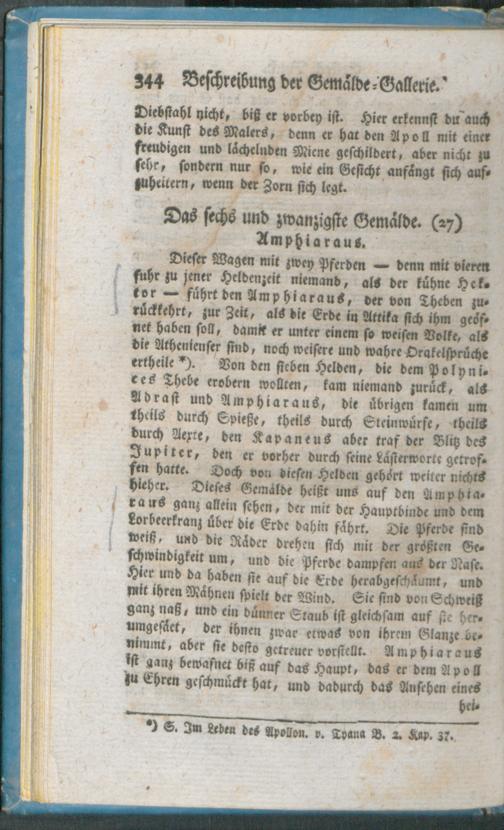 344 Beschreibung der Gemälde-Gallerie.
Diebstahl nicht, biß er vorbey ist. Hier erkennst du auch
die Kunst des Malers, denn er hat den Apoll mit einer
freudigen und lächelnden Miene geschildert, aber nicht zu
sehr, sondern nur so, wie ein Gesicht anfängt sich auf-
zuheitern, wenn der Zorn sich legt.
Das sechs und zwanzigste Gemälde. (27)
Amphiaraus.
Dieser Wagen mit zwey Pferden — denn mit vieren
fuhr zu jener Heldenzeit niemand, als der kühne Hek-
tor — führt den Amphiaraus, der von Theben zu-
rückkehrt, zur Zeit, als die Erde in Attika sich ihm geöf-
net haben soll, damit er unter einem so weisen Volke, als
die Athenienser sind, noch weisere und wahre Orakelsprüche
ertheile *). Von den sieben Helden, die dem Polyni-
ces Thebe erobern wollten, kam niemand zurück, als
Adrast und Amphiaraus, die übrigen kamen um
theils durch Spieße, theils durch Steinwürfe, theils
durch Aexte, den Kapaneus aber traf der Blitz des
Jupiter, den er vorher durch seine Lästerworte getrof-
fen hatte. Doch von diesen Helden gehört weiter nichts
hieher. Dieses Gemälde heißt uns auf den Amphia-
raus ganz allein sehen, der mit der Hauptbinde und dem
Lorbeerkranz über die Erde dahin fährt. Die Pferde sind
weiß, und die Räder drehen sich mit der größten Ge-
schwindigkeit um, und die Pferde dampfen aus der Nase.
Hier und da haben sie auf die Erde herabgeschäumt, und
mit ihren Mähnen spielt der Wind. Sie sind von Schweiß
ganz naß, und ein dünner Staub ist gleichsam auf sie her-
umgesäet, der ihnen zwar etwas von ihrem Glanze be-
nimmt, aber sie desto getreuer vorstellt. Amphiaraus
ist ganz bewafnet biß auf das Haupt, das er dem Apoll
zu Ehren geschmückt hat, und dadurch das Ansehen eines
hei-
*) S. Im Leben des Apollon. v. Tyana B. 2. Kap. 37.